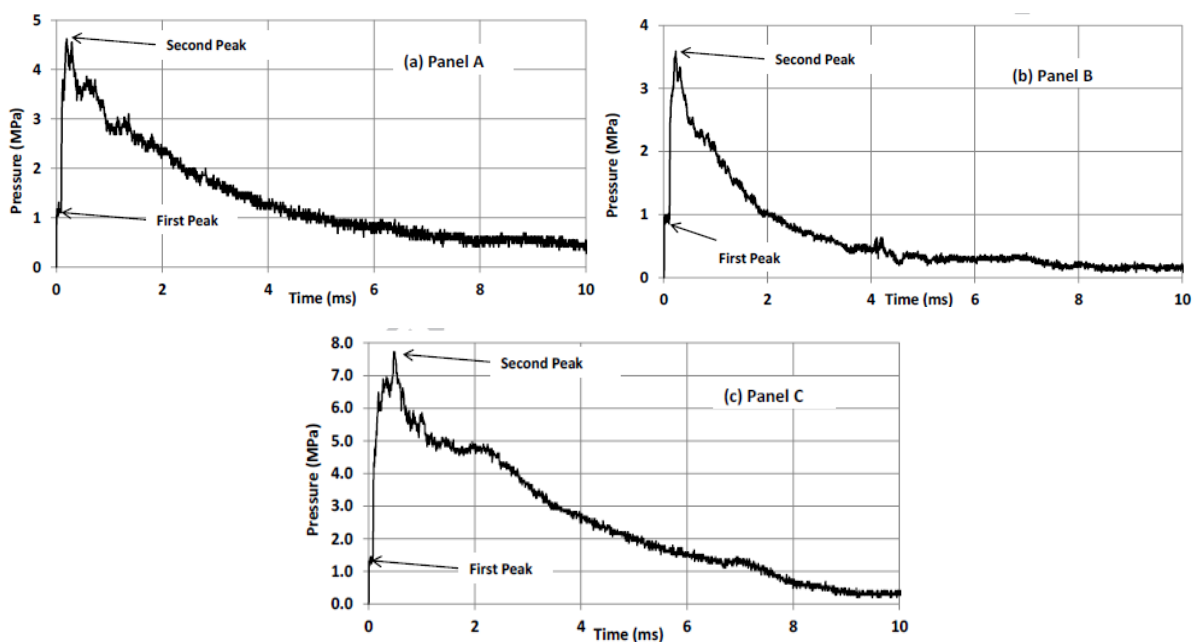 5
4
3
2
1
0
Pressure (MPa)
Second Peak
(a) Panel A
First Peak
0
2
4
6
8
10
Time (ms)
4
3
2
1
0
Pressure (MPa)
Second Peak
(b) Panel B
First Peak
0
2
4
6
8
10
Time (ms)
8.0
7.0
6.0
5.0
4.0
3.0
2.0
1.0
0.0
Pressure (MPa)
Second Peak
(c) Panel C
First Peak
0
2
4
6
8
10
Time (ms)